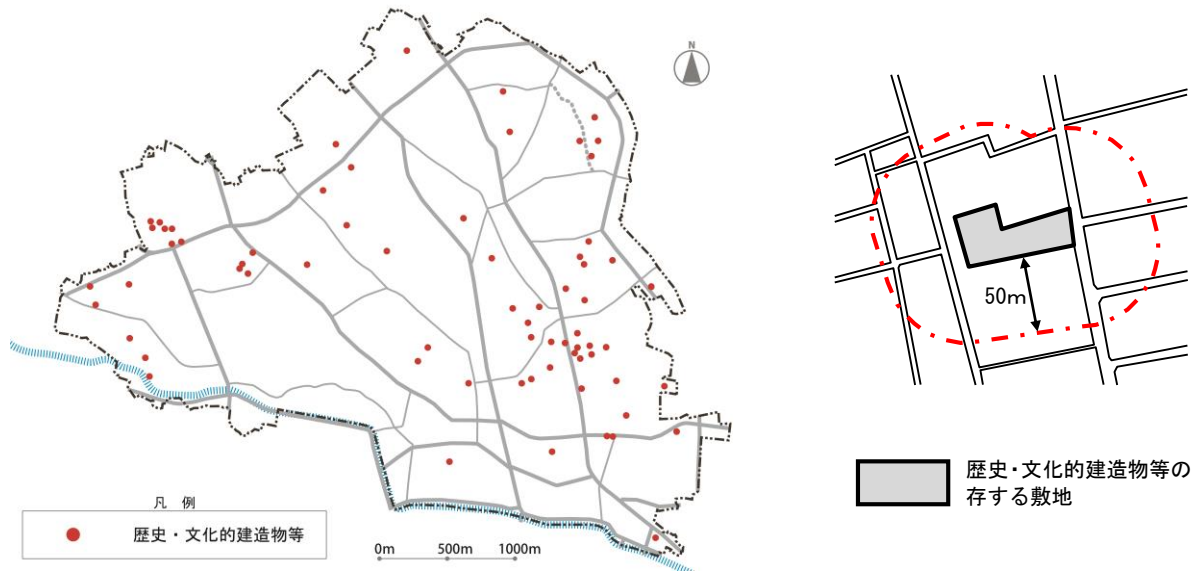 N
50m
歴史・文化的建造物等の
存する敷地
凡 例
歴史・文化的建造物等
0m 500m 1000m